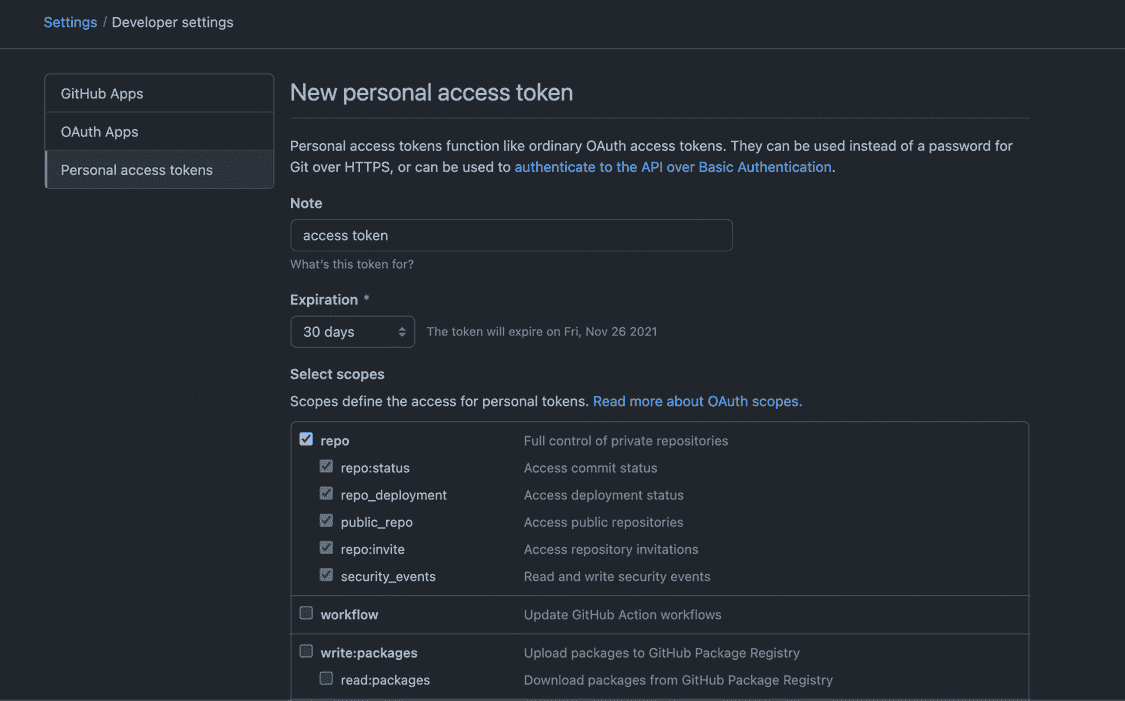 Settings / Developer settings
GitHub Apps
OAuth Apps
Personal access tokens
New personal access token
Personal access tokens function like ordinary OAuth access tokens. They can be used instead of a password for
Git over HTTPS, or can be used to authenticate to the API over Basic Authentication.
Note
access token
What's this token for?
Expiration *
30 days The token will expire on Fri, Nov 26 2021
Select scopes
Scopes define the access for personal tokens. Read more about OAuth scopes.
repo Full control of private repositories
repo:status Access commit status
repo_deployment Access deployment status
public_repo Access public repositories
repo:invite Access repository invitations
security_events Read and write security events
workflow Update GitHub Action workflows
write:packages Upload packages to GitHub Package Registry
read:packages Download packages from GitHub Package Registry